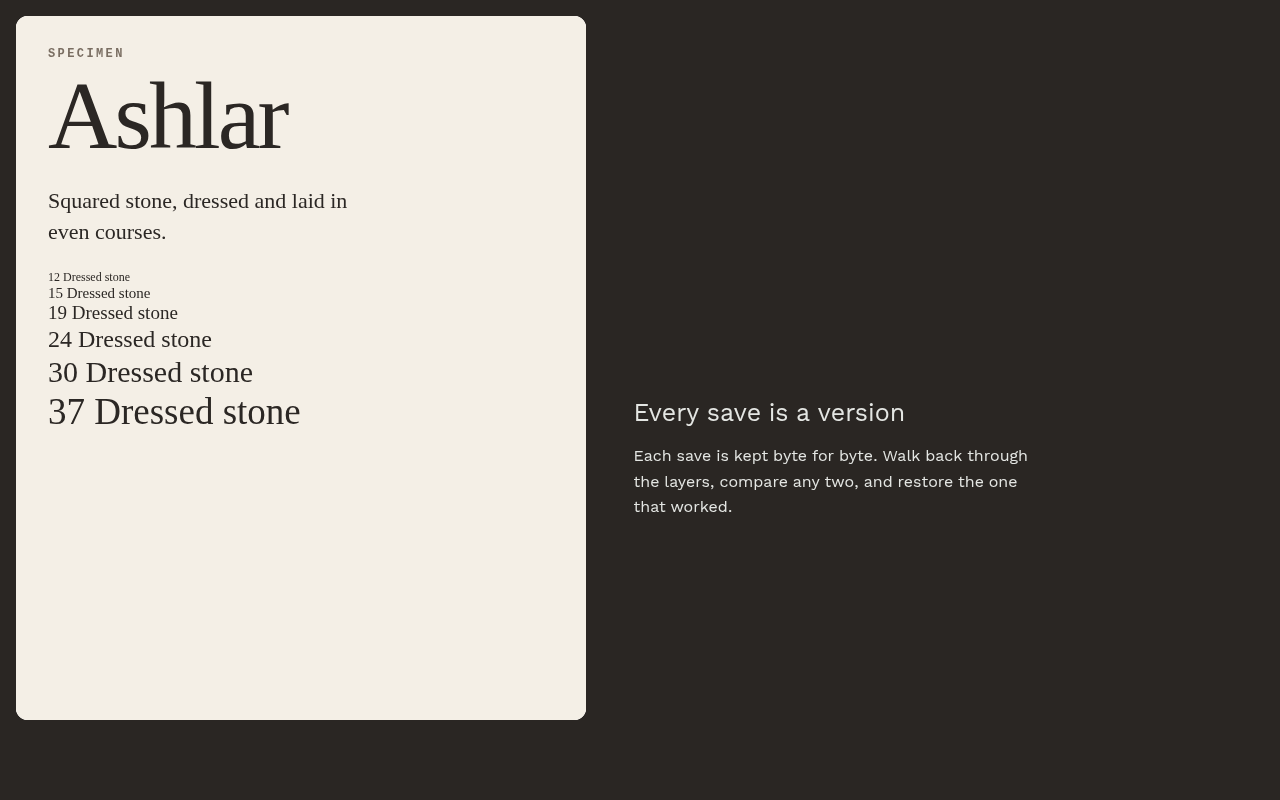 SPECIMEN
Ashlar
Squared stone, dressed and laid in
even courses.
12 Dressed stone
15 Dressed stone
19 Dressed stone
24 Dressed stone
30 Dressed stone
37 Dressed stone
Every save is a version
Each save is kept byte for byte. Walk back through
the layers, compare any two, and restore the one
that worked.